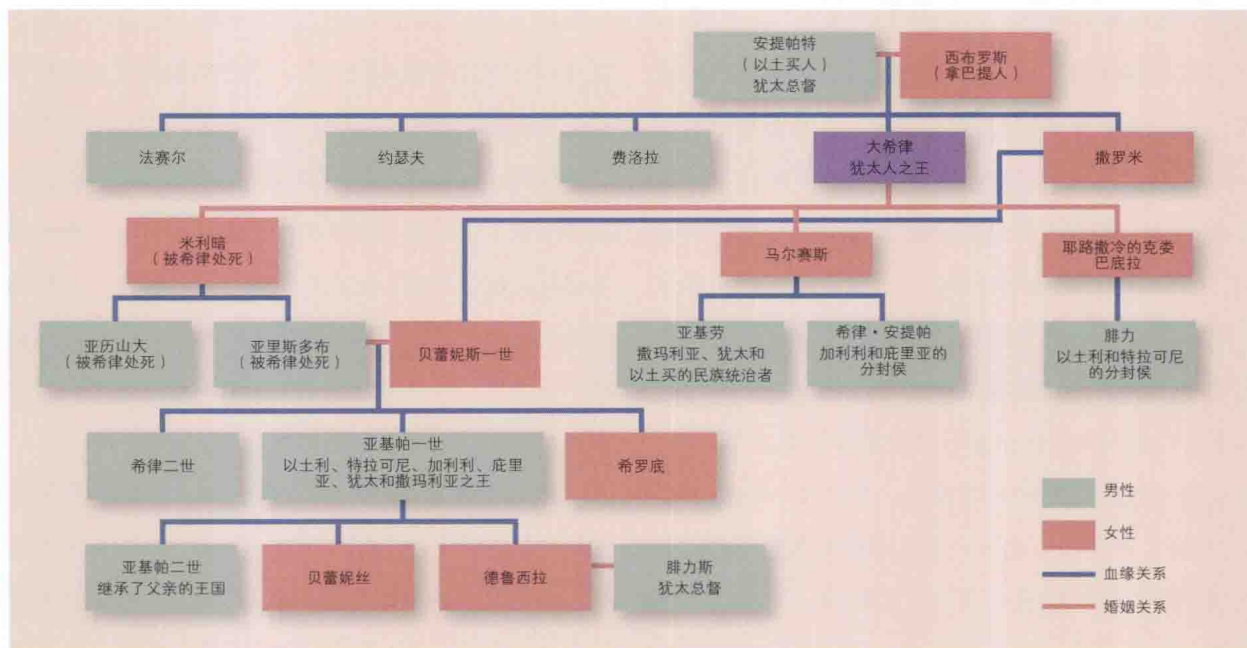 安提帕特
（以土买人）
犹太总督
西布罗斯
（拿巴提人）
法赛尔
约瑟夫
费洛拉
大希律
犹太人之王
撒罗米
米利暗
（被希律处死）
马尔赛斯
耶路撒冷的克娄
巴底拉
亚历山大
（被希律处死）
亚里斯多布
（被希律处死）
贝蕾妮斯一世
亚基劳
撒玛利亚、犹太和
以土买的民族统治者
希律·安提帕
加利利和庇里亚的
分封侯
腓力
以土利和特拉可尼
的分封侯
希律二世
亚基帕一世
以土利、特拉可尼、加利利、庇里
亚、犹太和撒玛利亚之王
希罗底
亚基帕二世
继承了父亲的王国
贝蕾妮丝
德鲁西拉
腓力斯
犹太总督
男性
女性
血缘关系
婚姻关系